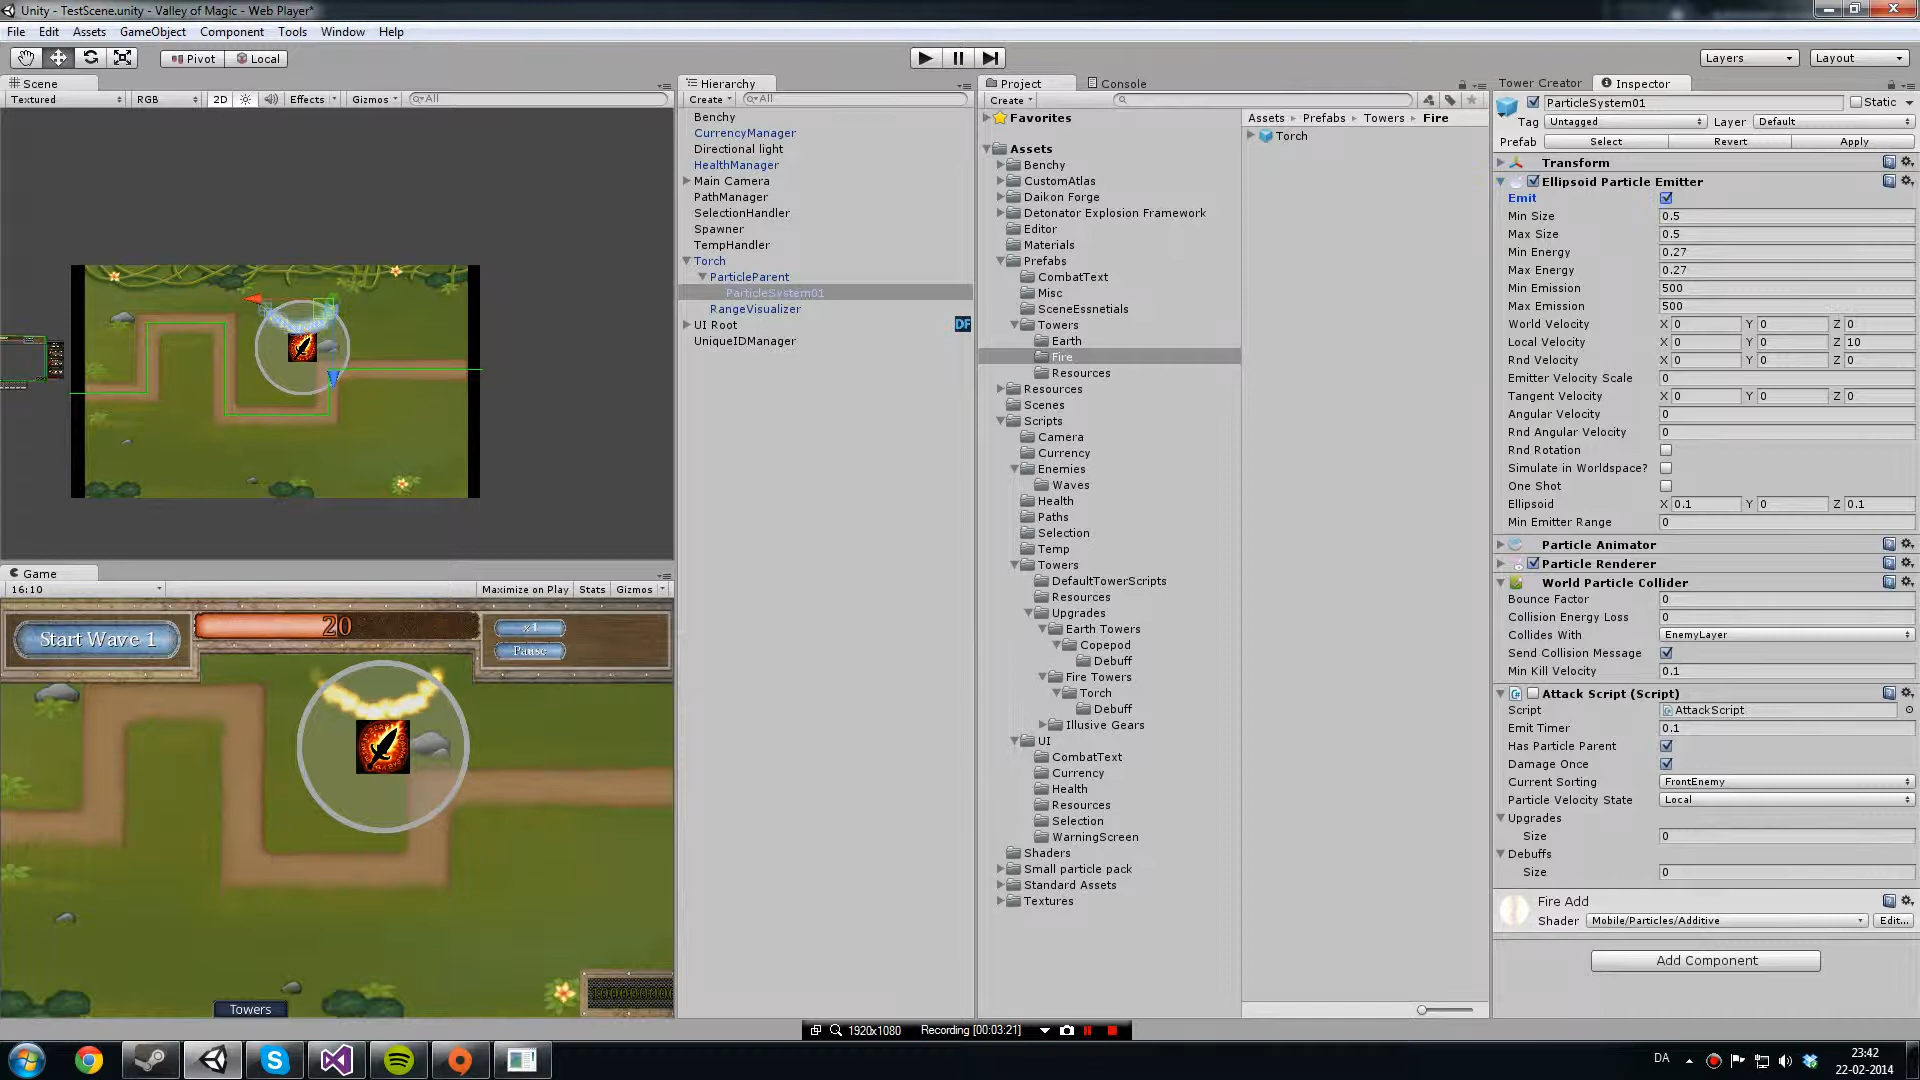 Unity - TestScene.unity - Valley of Magic - Web Player*
File Edit Assets GameObject Component Tools Window Help
Pivot Local Layers Layout
Scene
Textured RGB 2D Effects Gizmos All
Hierarchy
Create All
Benchy
CurrencyManager
Directional light
HealthManager
Main Camera
PathManager
SelectionHandler
Spawner
TempHandler
Torch
ParticleParent
ParticleSystem01
RangeVisualizer
UI Root DF
UniqueIDManager
Project Console
Create
Favorites
Assets
Benchy
CustomAtlas
Daikon Forge
Detonator Explosion Framework
Editor
Materials
Prefabs
CombatText
Misc
SceneEssnetials
Towers
Earth
Fire
Resources
Resources
Scenes
Scripts
Camera
Currency
Enemies
Waves
Health
Paths
Selection
Temp
Towers
DefaultTowerScripts
Resources
Upgrades
Earth Towers
Copepod
Debuff
Fire Towers
Torch
Debuff
Illusive Gears
UI
CombatText
Currency
Health
Resources
Selection
WarningScreen
Shaders
Small particle pack
Standard Assets
Textures
Assets Prefabs Towers Fire
Torch
Tower Creator Inspector
ParticleSystem01 Static
Tag Untagged Layer Default
Prefab Select Revert Apply
Transform
Ellipsoid Particle Emitter
Emit
Min Size 0.5
Max Size 0.5
Min Energy 0.27
Max Energy 0.27
Min Emission 500
Max Emission 500
World Velocity X 0 Y 0 Z 0
Local Velocity X 0 Y 0 Z 10
Rnd Velocity X 0 Y 0 Z 0
Emitter Velocity Scale 0
Tangent Velocity X 0 Y 0 Z 0
Angular Velocity 0
Rnd Angular Velocity 0
Rnd Rotation
Simulate in Worldspace?
One Shot
Ellipsoid X 0.1 Y 0 Z 0.1
Min Emitter Range 0
Particle Animator
Particle Renderer
World Particle Collider
Bounce Factor 0
Collision Energy Loss 0
Collides With EnemyLayer
Send Collision Message
Min Kill Velocity 0.1
Attack Script (Script)
Script AttackScript
Emit Timer 0.1
Has Particle Parent
Damage Once
Current Sorting FrontEnemy
Particle Velocity State Local
Upgrades
Size 0
Debuffs
Size 0
Fire Add
Shader Mobile/Particles/Additive Edit...
Add Component
Game
16:10 Maximize on Play Stats Gizmos
Start Wave 1
20
x1
Pause
Towers
1920x1080 Recording [00:03:21]
DA
23:42
22-02-2014